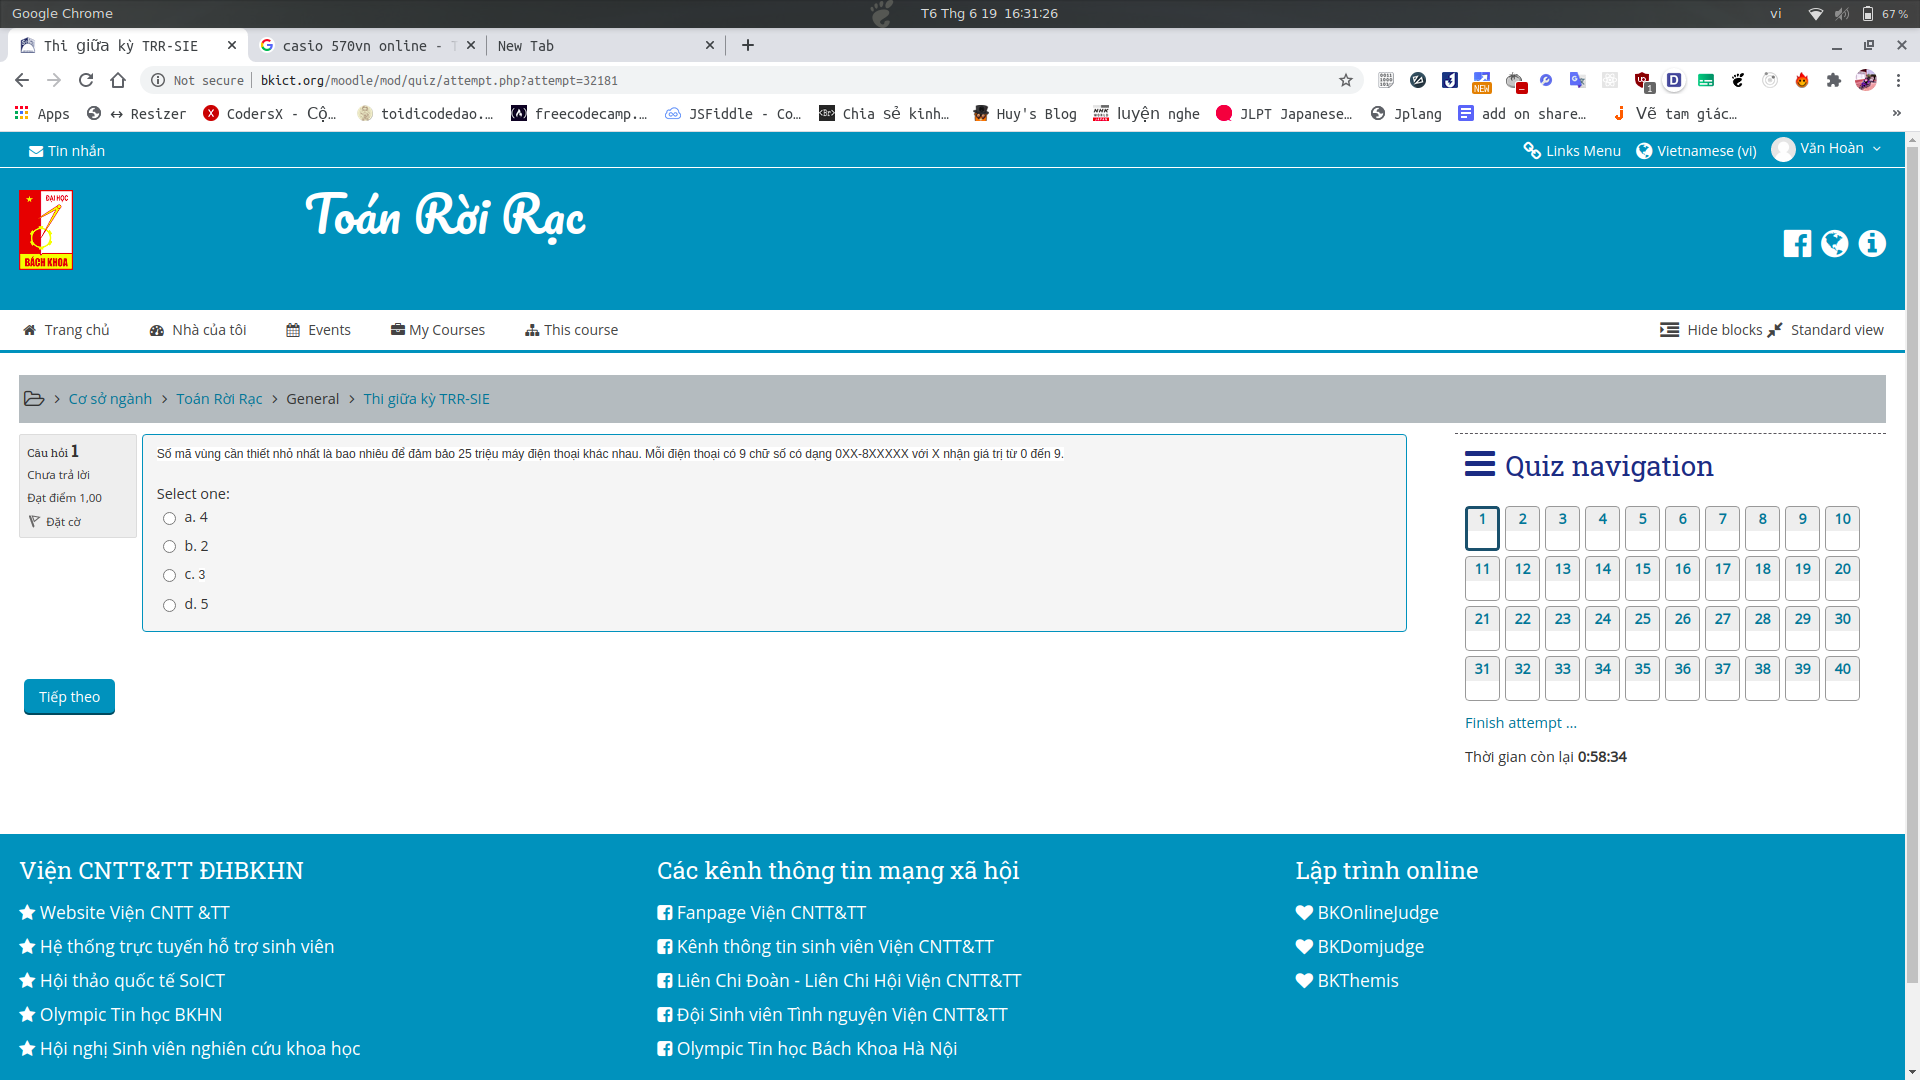 Google Chrome
T6 Thg 6 19 16:31:26
vi
67 %
Thi giữa kỳ TRR-SIE
casio 570vn online -
New Tab
Not secure
bkict.org/moodle/mod/quiz/attempt.php?attempt=32181
NEW
1
Apps
↔ Resizer
CodersX - Cộ…
toidicodedao.…
freecodecamp.…
JSFiddle - Co…
Chia sẻ kinh…
Huy's Blog
luyện nghe
JLPT Japanese…
Jplang
add on share…
Vẽ tam giác…
»
Tin nhắn
Links Menu
Vietnamese (vi)
Văn Hoàn
ĐẠI HỌC
BÁCH KHOA
Toán Rời Rạc
Trang chủ
Nhà của tôi
Events
My Courses
This course
Hide blocks
Standard view
Cơ sở ngành
Toán Rời Rạc
General
Thi giữa kỳ TRR-SIE
Câu hỏi 1
Chưa trả lời
Đạt điểm 1,00
Đặt cờ
Số mã vùng cần thiết nhỏ nhất là bao nhiêu để đảm bảo 25 triệu máy điện thoại khác nhau. Mỗi điện thoại có 9 chữ số có dạng 0XX-8XXXXX với X nhận giá trị từ 0 đến 9.
Select one:
a. 4
b. 2
c. 3
d. 5
Tiếp theo
Quiz navigation
1 2 3 4 5 6 7 8 9 10
11 12 13 14 15 16 17 18 19 20
21 22 23 24 25 26 27 28 29 30
31 32 33 34 35 36 37 38 39 40
Finish attempt ...
Thời gian còn lại 0:58:34
Viện CNTT&TT ĐHBKHN
Website Viện CNTT &TT
Hệ thống trực tuyến hỗ trợ sinh viên
Hội thảo quốc tế SoICT
Olympic Tin học BKHN
Hội nghị Sinh viên nghiên cứu khoa học
Các kênh thông tin mạng xã hội
Fanpage Viện CNTT&TT
Kênh thông tin sinh viên Viện CNTT&TT
Liên Chi Đoàn - Liên Chi Hội Viện CNTT&TT
Đội Sinh viên Tình nguyện Viện CNTT&TT
Olympic Tin học Bách Khoa Hà Nội
Lập trình online
BKOnlineJudge
BKDomjudge
BKThemis